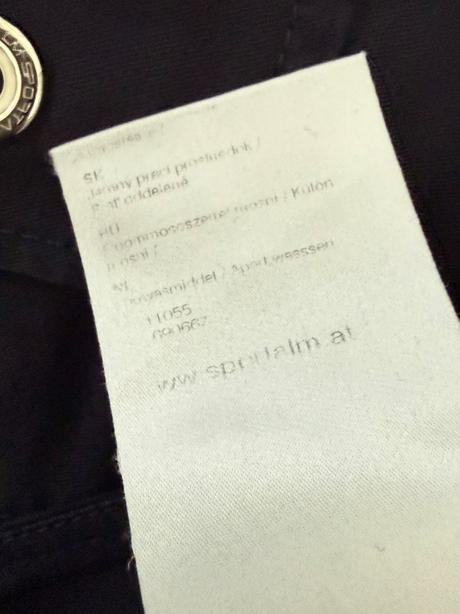 SK
Jemný prací prostriedok /
Prať oddelene
HU
Finommosószerrel mosni / Külön
mosni /
NL
Fijnwasmiddel / Apart wassen
11055
www.sportalm.at